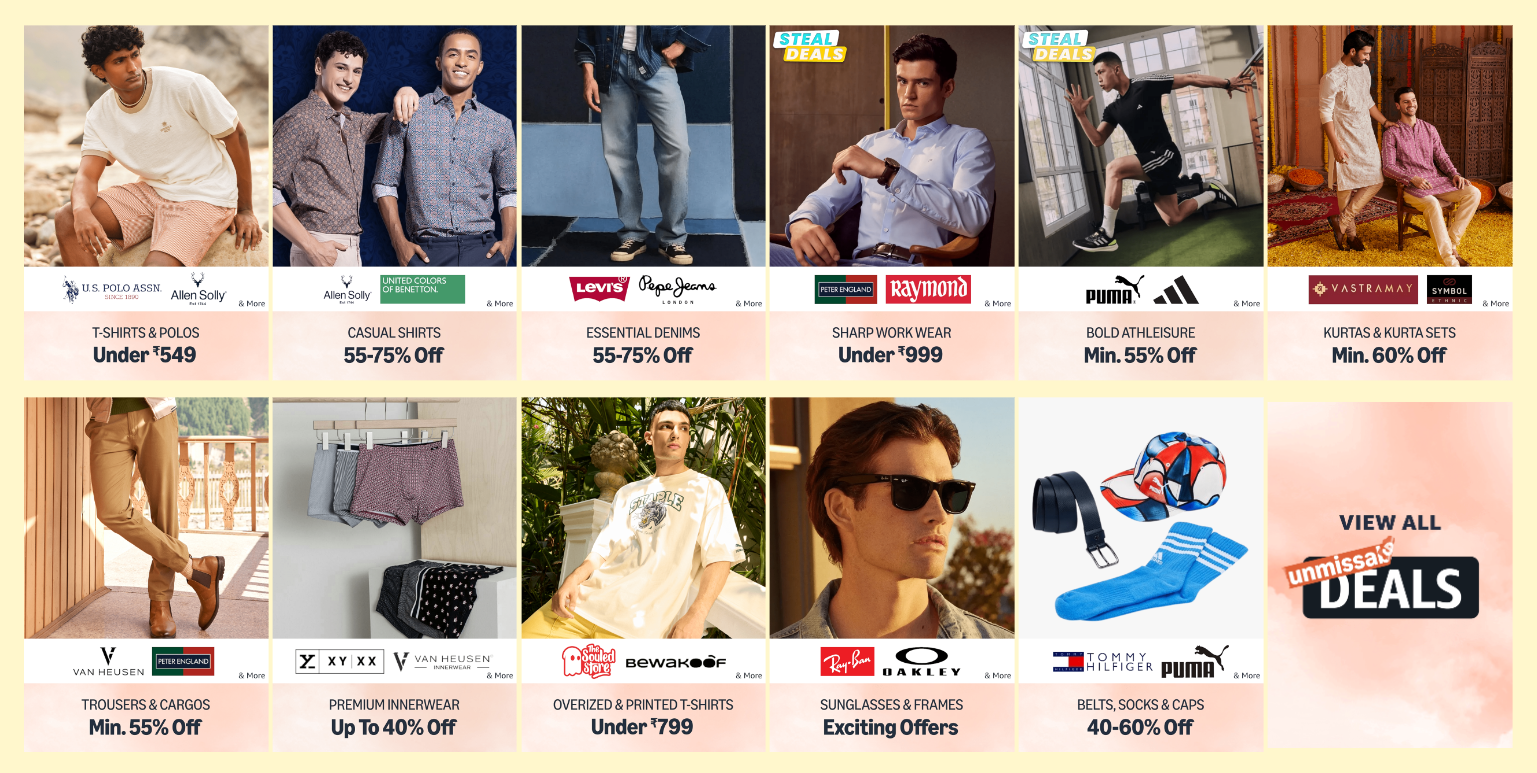 STEAL
DEALS
STEAL
DEALS
U.S. POLO ASSN.
SINCE 1890
Allen Solly
& More
T-SHIRTS & POLOS
Under ₹549
Allen Solly
UNITED COLORS
OF BENETTON.
& More
CASUAL SHIRTS
55-75% Off
LEVI'S®
Pepe Jeans
LONDON
& More
ESSENTIAL DENIMS
55-75% Off
PETER ENGLAND
Raymond
& More
SHARP WORK WEAR
Under ₹999
PUMA
& More
BOLD ATHLEISURE
Min. 55% Off
VASTRAMAY
SYMBOL
ETHNIC
& More
KURTAS & KURTA SETS
Min. 60% Off
VAN HEUSEN
PETER ENGLAND
& More
TROUSERS & CARGOS
Min. 55% Off
XY|XX
VAN HEUSEN
INNERWEAR
& More
PREMIUM INNERWEAR
Up To 40% Off
STAPLE
The
Souled
Store
BEWAKOOF
& More
OVERIZED & PRINTED T-SHIRTS
Under ₹799
Ray-Ban
OAKLEY
& More
SUNGLASSES & FRAMES
Exciting Offers
TOMMY
HILFIGER
PUMA
& More
BELTS, SOCKS & CAPS
40-60% Off
VIEW ALL
unmissab
DEALS